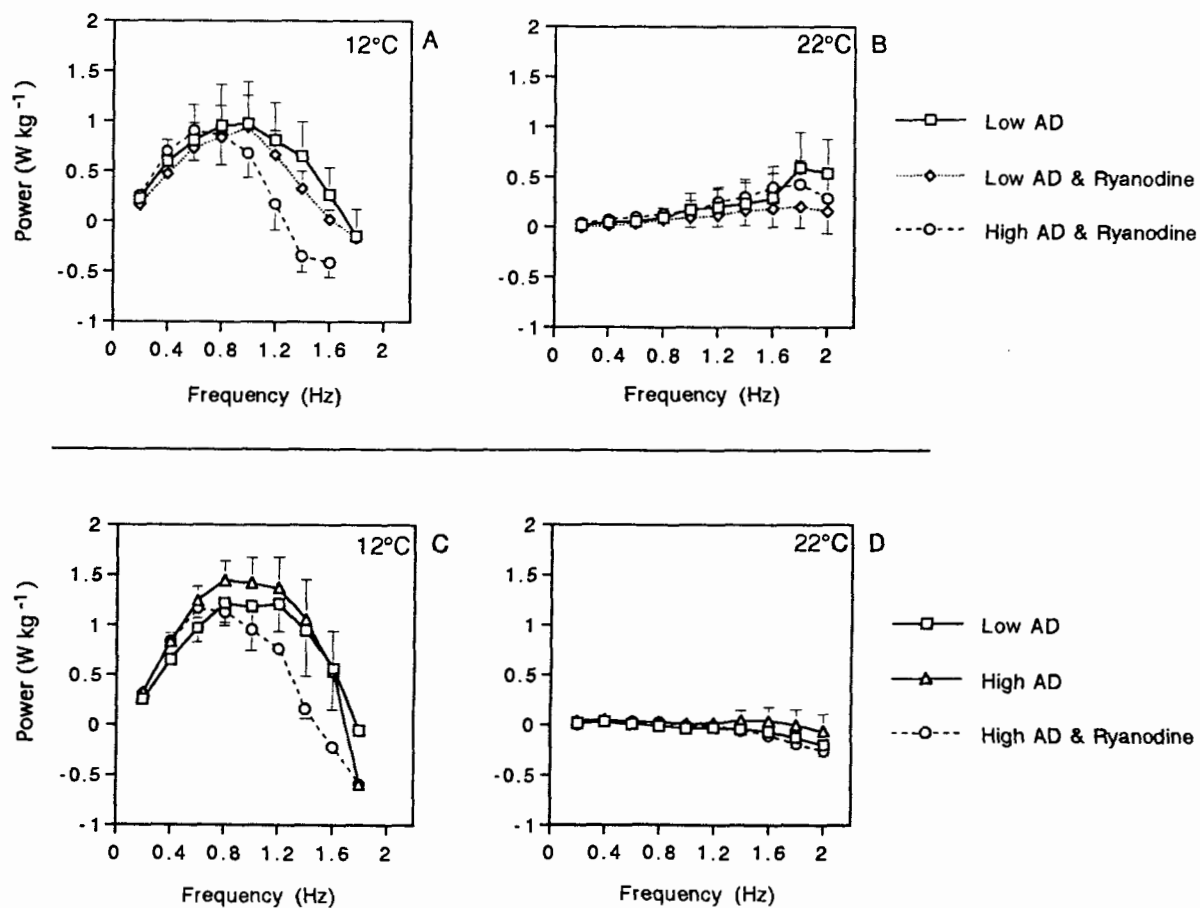 2
1.5
1
0.5
0
-0.5
-1
Power (W kg⁻¹)
12°C
A
0 0.4 0.8 1.2 1.6 2
Frequency (Hz)
2
1.5
1
0.5
0
-0.5
-1
22°C
B
0 0.4 0.8 1.2 1.6 2
Frequency (Hz)
Low AD
Low AD & Ryanodine
High AD & Ryanodine
2
1.5
1
0.5
0
-0.5
-1
Power (W kg⁻¹)
12°C
C
0 0.4 0.8 1.2 1.6 2
Frequency (Hz)
2
1.5
1
0.5
0
-0.5
-1
22°C
D
0 0.4 0.8 1.2 1.6 2
Frequency (Hz)
Low AD
High AD
High AD & Ryanodine